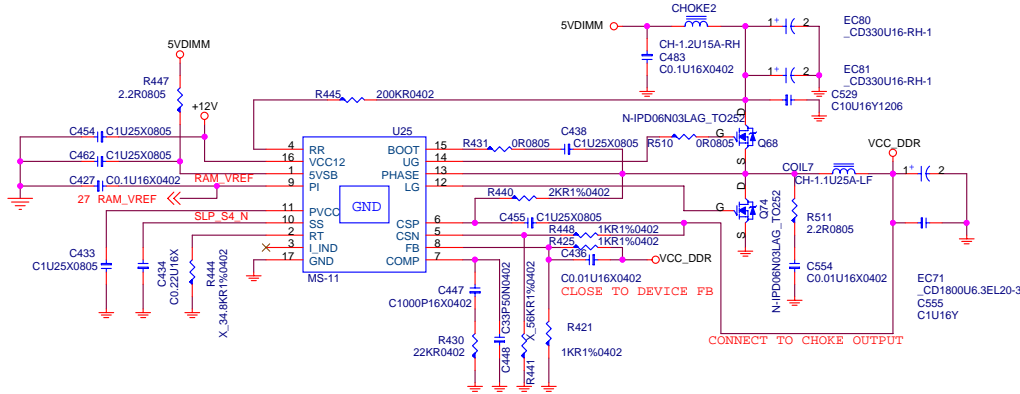 CHOKE2
5VDIMM
CH-1.2U15A-RH
C483
C0.1U16X0402
1 + 2
EC80
_CD330U16-RH-1
1 + 2
EC81
_CD330U16-RH-1
C529
C10U16Y1206
5VDIMM
R447
2.2R0805
+12V
R445 200KR0402
N-IPD06N03LAG_TO252
C454 C1U25X0805
C462 C1U25X0805
C427 C0.1U16X0402
RAM_VREF
27 RAM_VREF
SLP_S4_N
U25
4 RR
16 VCC12
1 5VSB
9 PI
11 PVCC
10 SS
2 RT
3 I_IND
17 GND
GND
BOOT 15
UG 14
PHASE 13
LG 12
CSP 6
CSN 5
FB 8
COMP 7
MS-11
R431 0R0805
C438
C1U25X0805
R510 0R0805
D
G
S
Q68
R440 2KR1%0402
C455 C1U25X0805
R448 1KR1%0402
R425 1KR1%0402
C436
C0.01U16X0402
VCC_DDR
CLOSE TO DEVICE FB
D
G
S
Q74
N-IPD06N03LAG_TO252
COIL7
CH-1.1U25A-LF
VCC_DDR
1 + 2
R511
2.2R0805
C554
C0.01U16X0402
EC71
_CD1800U6.3EL20-3
C555
C1U16Y
CONNECT TO CHOKE OUTPUT
C433
C1U25X0805
C434
C0.22U16X
R444
X_34.8KR1%0402
C447
C1000P16X0402
R430
22KR0402
C33P50N0402
C448
X_56KR1%0402
R441
R421
1KR1%0402